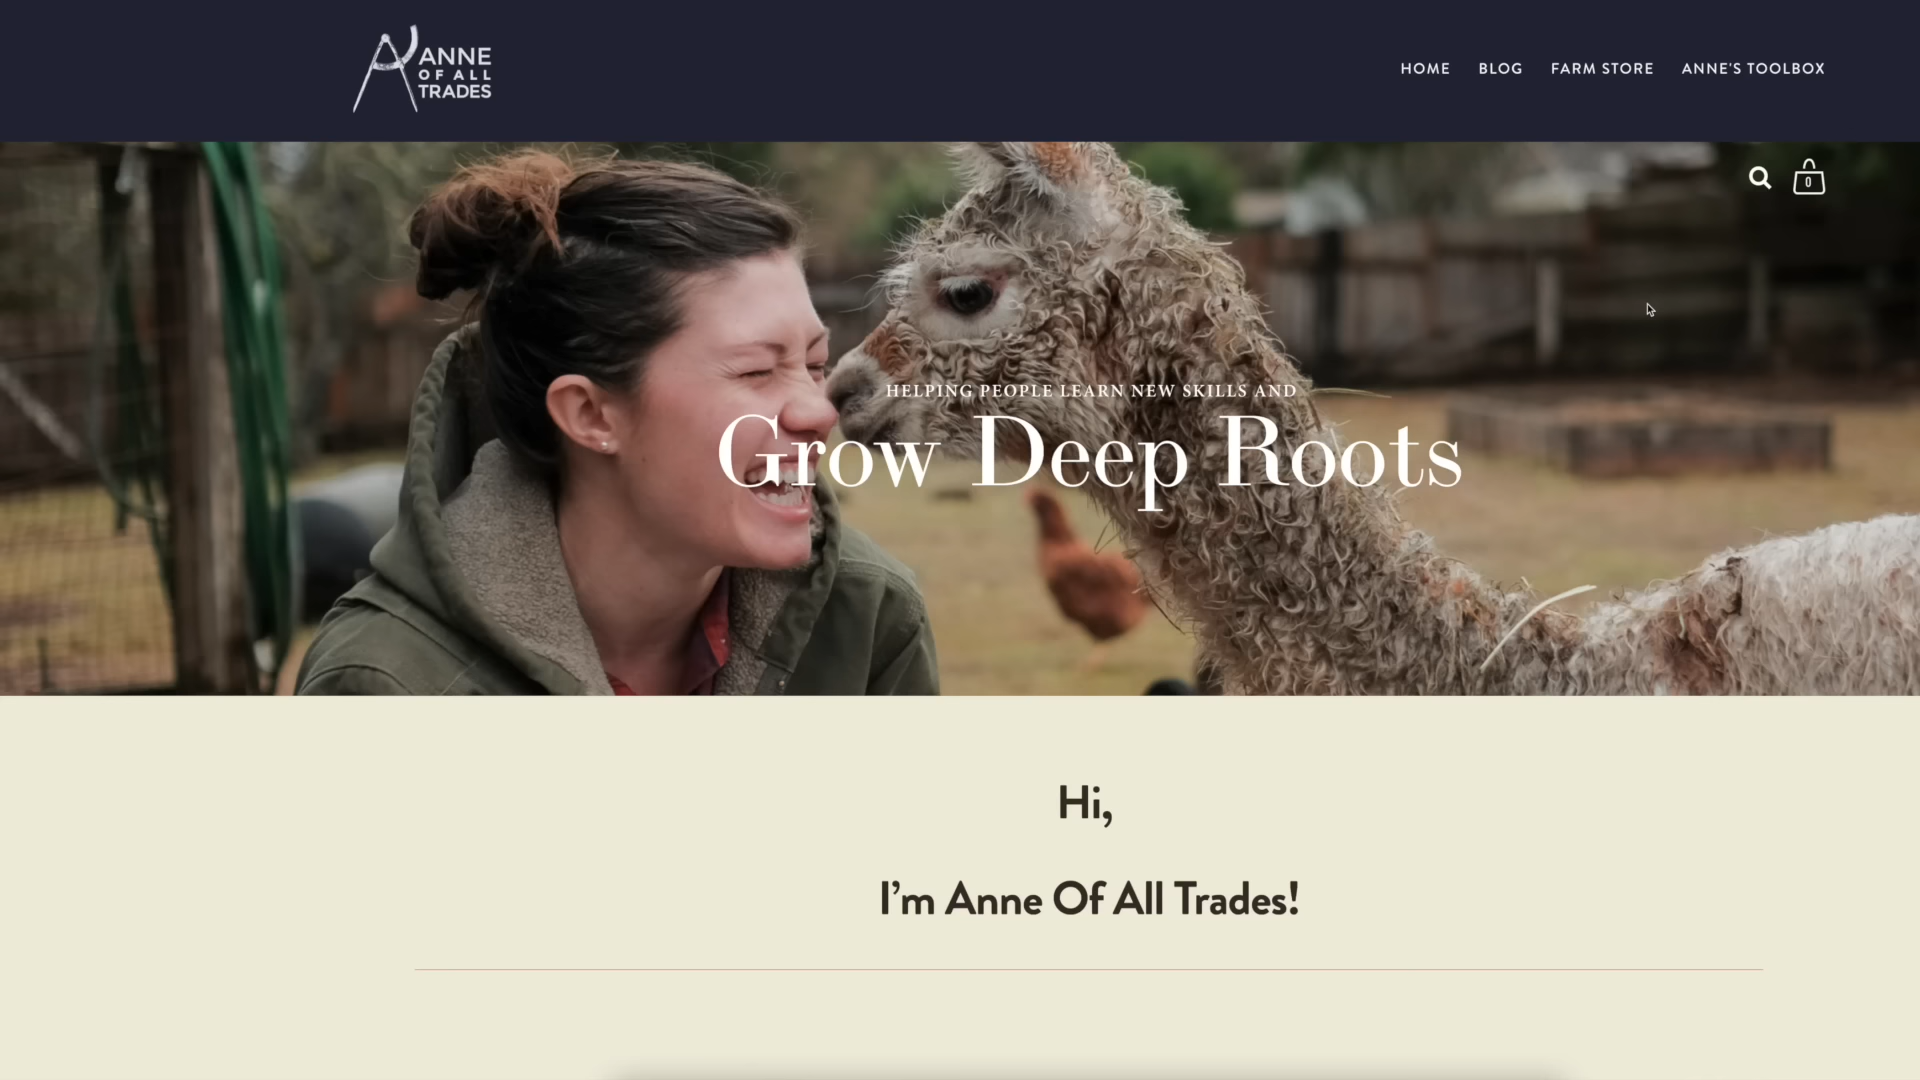 ANNE
OF ALL
TRADES
HOME BLOG FARM STORE ANNE'S TOOLBOX
0
HELPING PEOPLE LEARN NEW SKILLS AND
Grow Deep Roots
Hi,
I’m Anne Of All Trades!